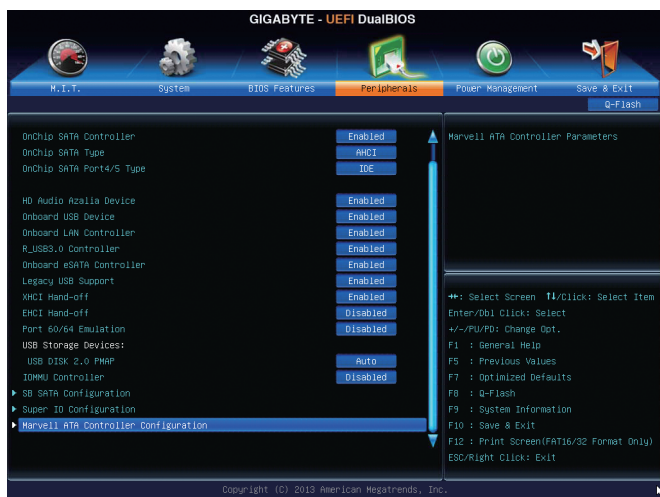 GIGABYTE - UEFI DualBIOS
M.I.T. System BIOS Features Peripherals Power Management Save & Exit
Q-Flash
OnChip SATA Controller Enabled
OnChip SATA Type AHCI
OnChip SATA Port4/5 Type IDE
HD Audio Azalia Device Enabled
Onboard USB Device Enabled
Onboard LAN Controller Enabled
R_USB3.0 Controller Enabled
Onboard eSATA Controller Enabled
Legacy USB Support Enabled
XHCI Hand-off Enabled
EHCI Hand-off Disabled
Port 60/64 Emulation Disabled
USB Storage Devices:
USB DISK 2.0 PMAP Auto
IOMMU Controller Disabled
SB SATA Configuration
Super IO Configuration
Marvell ATA Controller Configuration
Marvell ATA Controller Parameters
→←: Select Screen ↑↓/Click: Select Item
Enter/Dbl Click: Select
+/-/PU/PD: Change Opt.
F1 : General Help
F5 : Previous Values
F7 : Optimized Defaults
F8 : Q-Flash
F9 : System Information
F10 : Save & Exit
F12 : Print Screen(FAT16/32 Format Only)
ESC/Right Click: Exit
Copyright (C) 2013 American Megatrends, Inc.